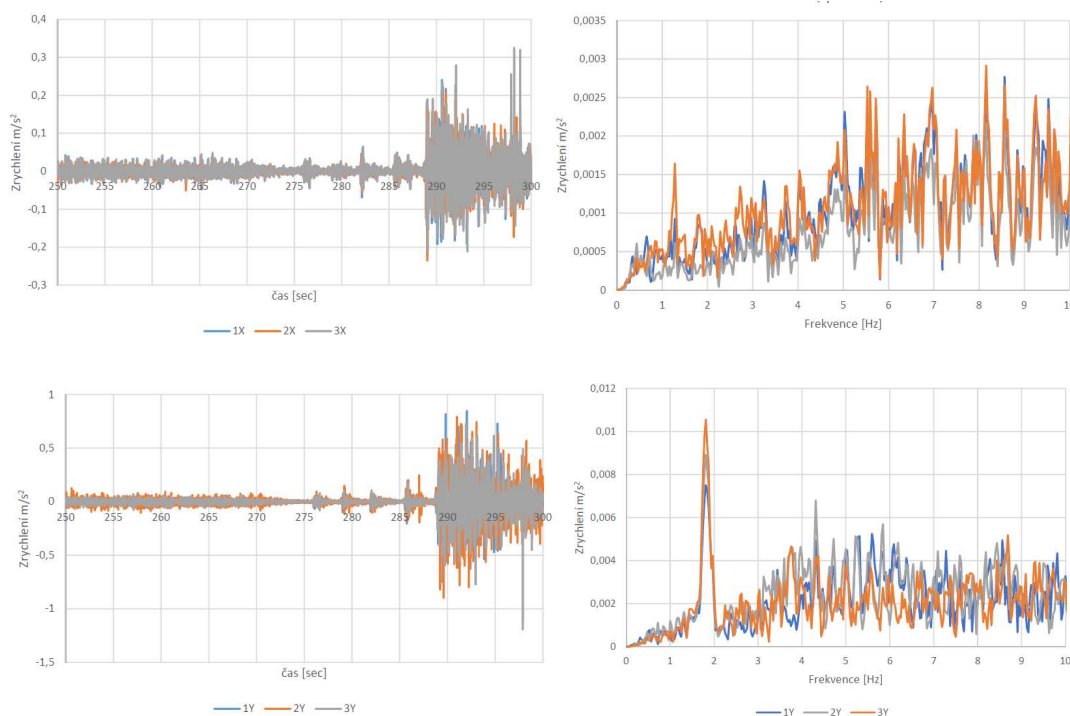 0,4
0,3
0,2
0,1
0
-0,1
-0,2
-0,3
Zrychlení m/s²
250 255 260 265 270 275 280 285 290 295 300
čas [sec]
1X 2X 3X
0,0035
0,003
0,0025
0,002
0,0015
0,001
0,0005
0
Zrychlení m/s²
0 1 2 3 4 5 6 7 8 9 10
Frekvence [Hz]
1
0,5
0
-0,5
-1
-1,5
Zrychlení m/s²
250 255 260 265 270 275 280 285 290 295 300
čas [sec]
1Y 2Y 3Y
0,012
0,01
0,008
0,006
0,004
0,002
0
Zrychlení m/s²
0 1 2 3 4 5 6 7 8 9 10
Frekvence [Hz]
1Y 2Y 3Y